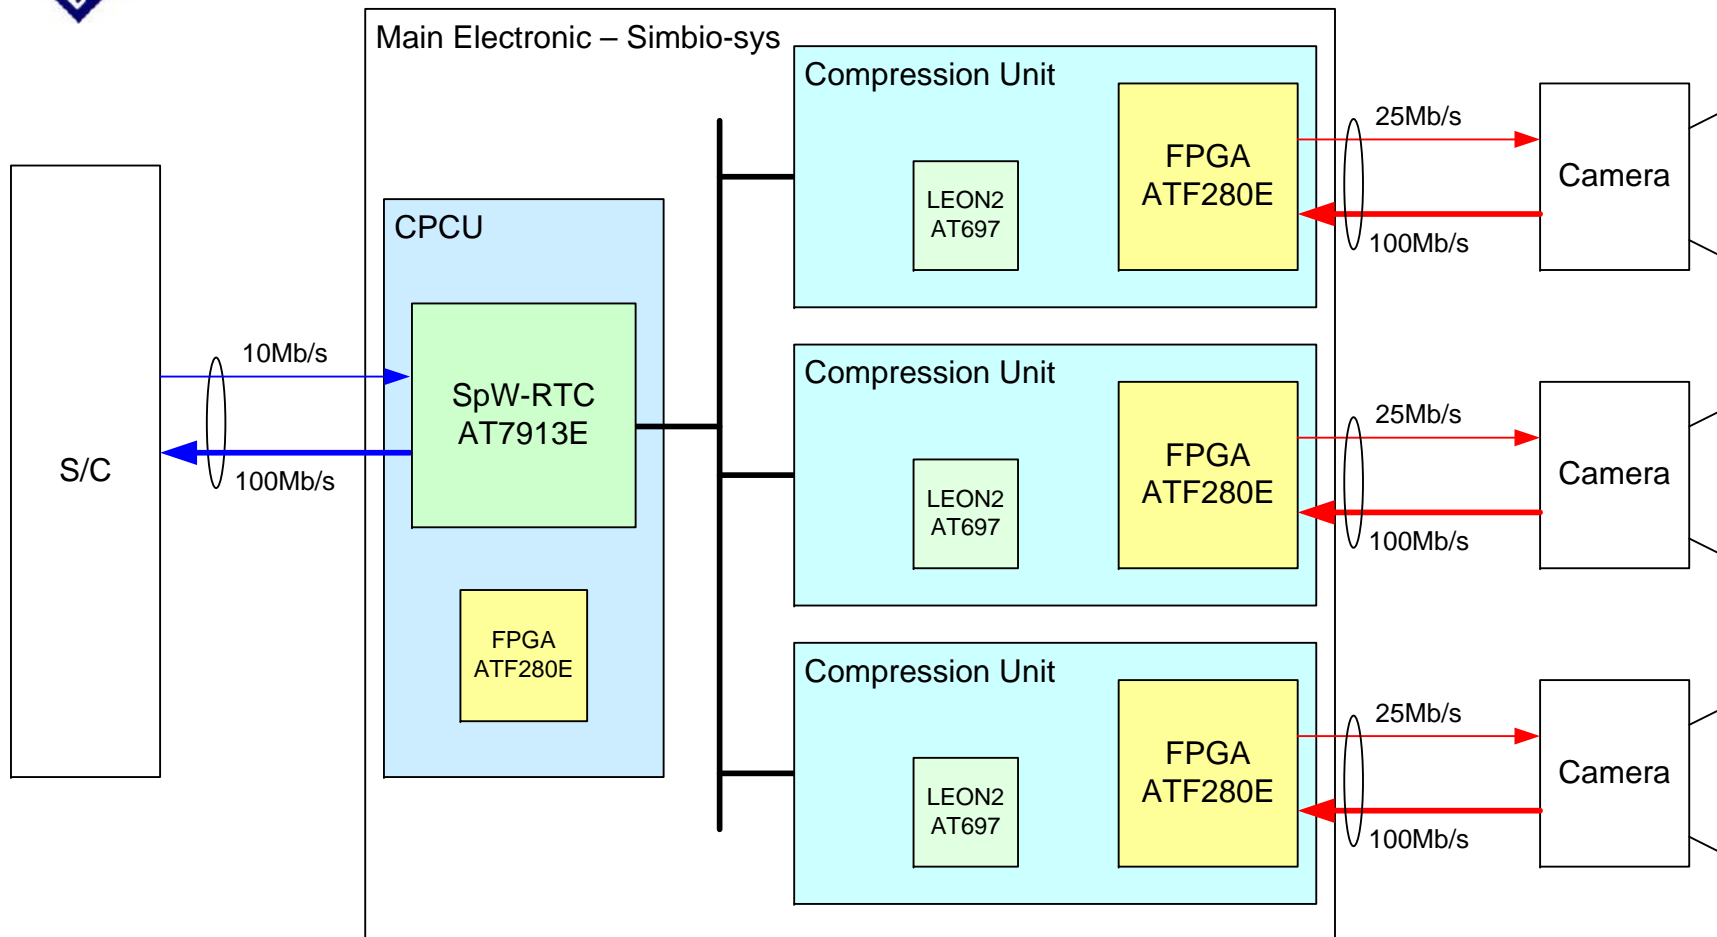 Main Electronic – Simbio-sys
S/C
10Mb/s
100Mb/s
CPCU
SpW-RTC
AT7913E
FPGA
ATF280E
Compression Unit
LEON2
AT697
FPGA
ATF280E
25Mb/s
100Mb/s
Camera
Compression Unit
LEON2
AT697
FPGA
ATF280E
25Mb/s
100Mb/s
Camera
Compression Unit
LEON2
AT697
FPGA
ATF280E
25Mb/s
100Mb/s
Camera